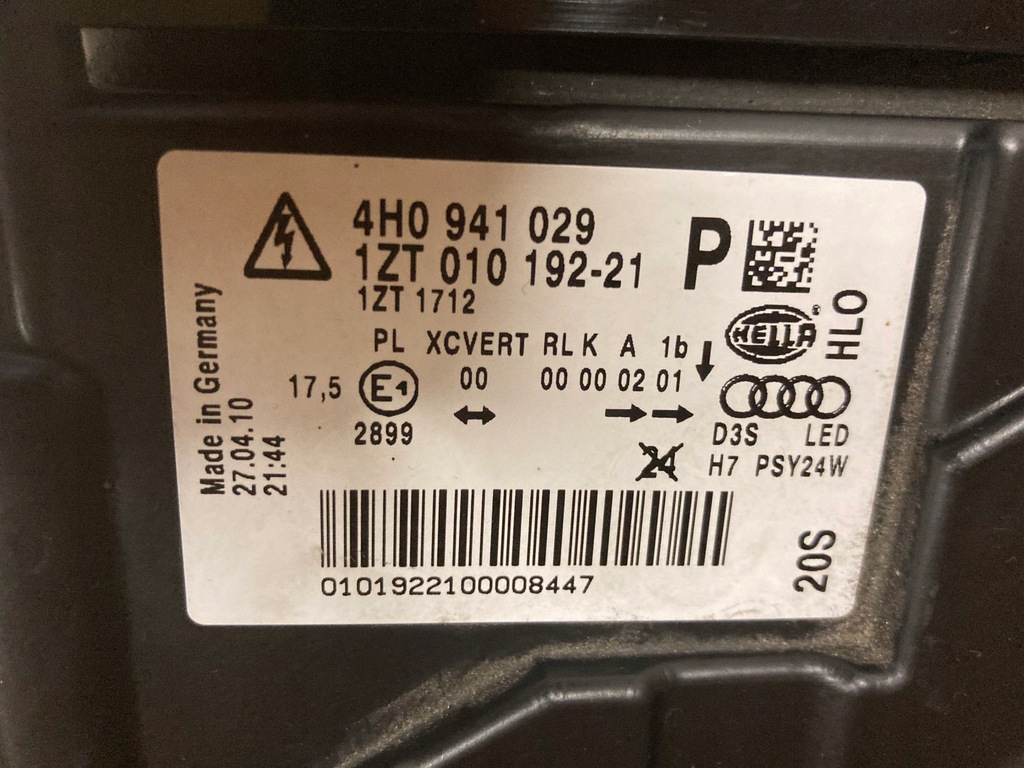 4H0 941 029
1ZT 010 192-21
1ZT 1712
P
HELLA®
HLO
PL XCVERT RL K A 1b
17,5 E1 00 00 00 02 01
2899
24
D3S LED
H7 PSY24W
Made in Germany
27.04.10
21:44
20S
0101922100008447